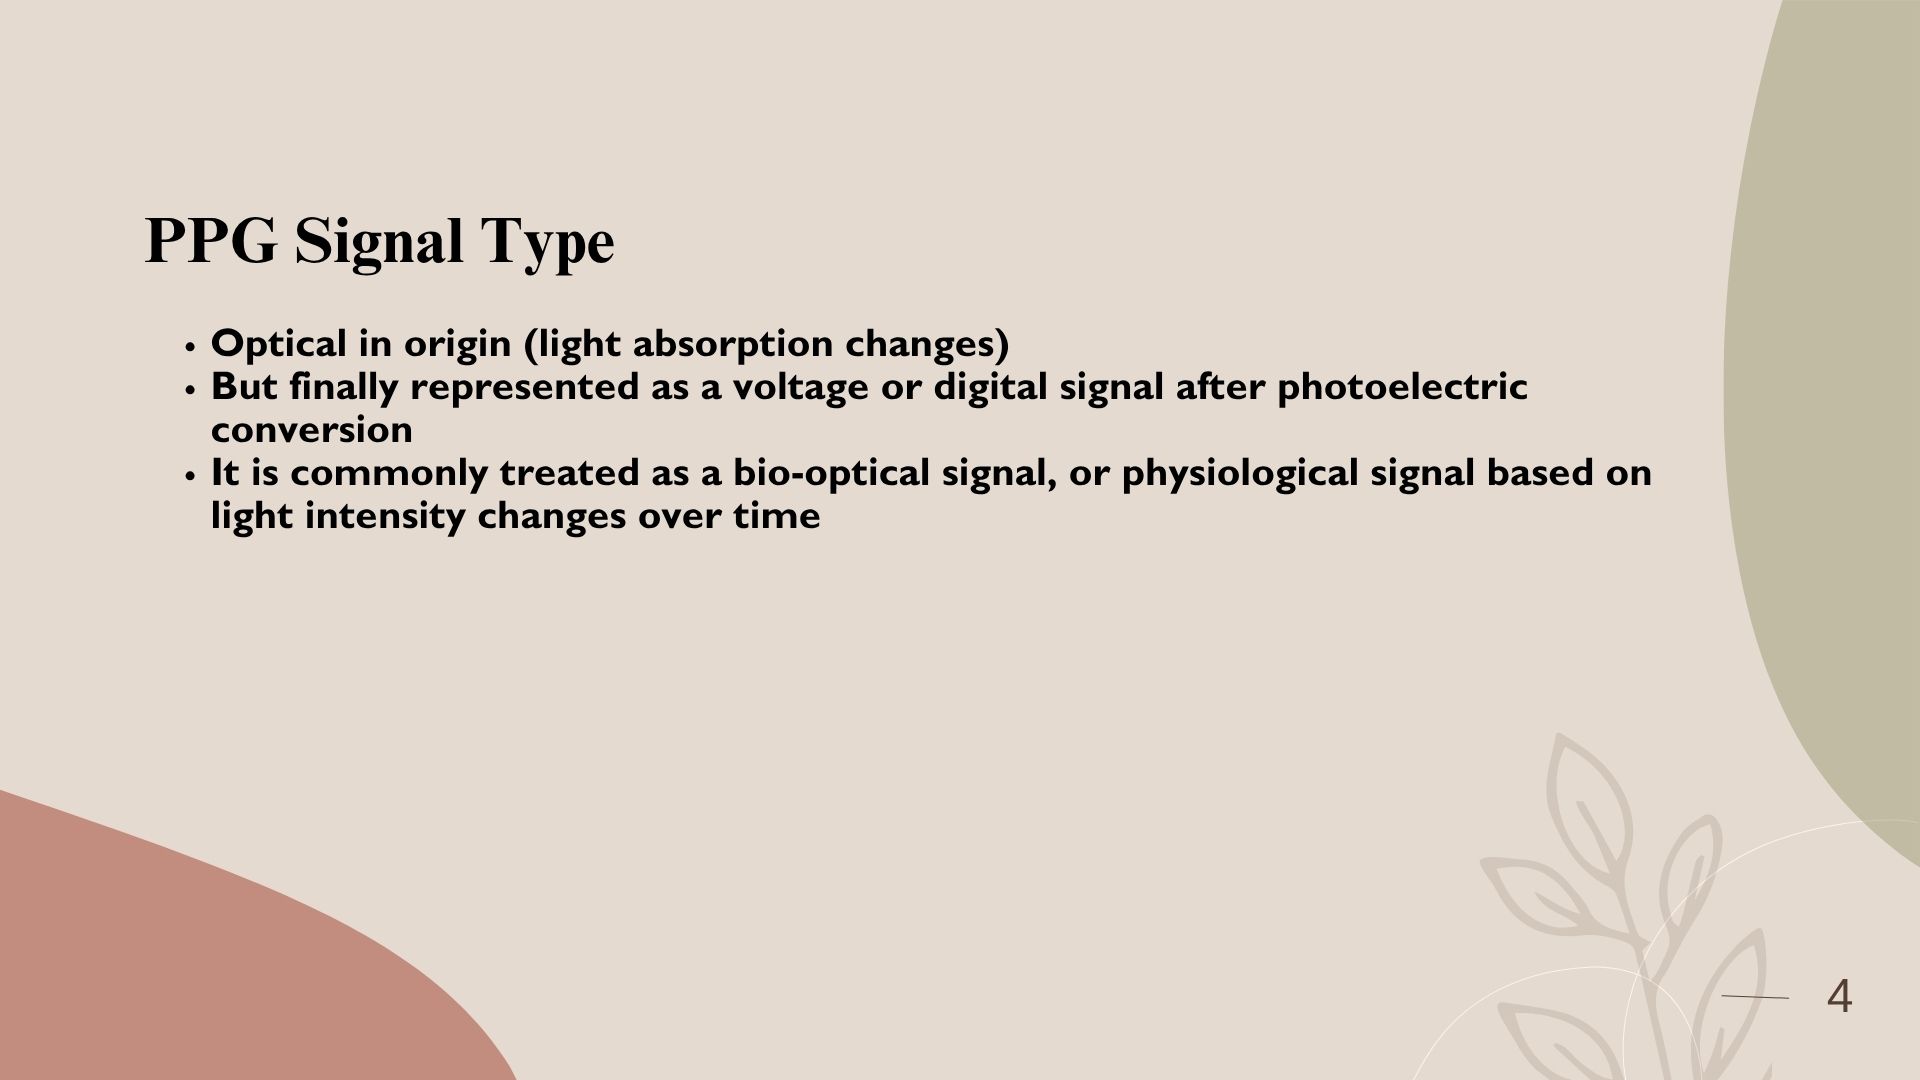 PPG Signal Type
• Optical in origin (light absorption changes)
• But finally represented as a voltage or digital signal after photoelectric
conversion
• It is commonly treated as a bio-optical signal, or physiological signal based on
light intensity changes over time
4